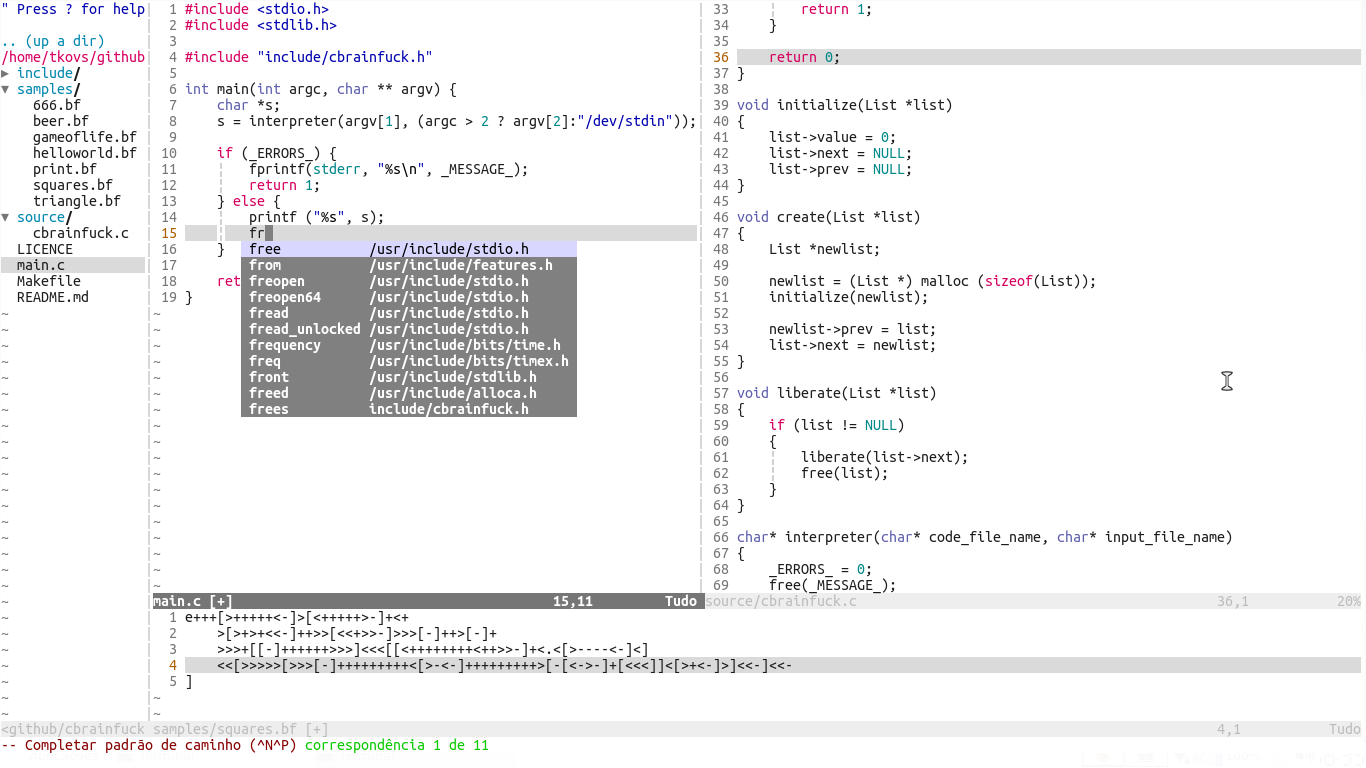 " Press ? for help
.. (up a dir)
/home/tkovs/github
▶ include/
▼ samples/
666.bf
beer.bf
gameoflife.bf
helloworld.bf
print.bf
squares.bf
triangle.bf
▼ source/
cbrainfuck.c
LICENCE
main.c
Makefile
README.md
1 #include <stdio.h>
2 #include <stdlib.h>
3
4 #include "include/cbrainfuck.h"
5
6 int main(int argc, char ** argv) {
7 char *s;
8 s = interpreter(argv[1], (argc > 2 ? argv[2]:"/dev/stdin"));
9
10 if (_ERRORS_) {
11 fprintf(stderr, "%s\n", _MESSAGE_);
12 return 1;
13 } else {
14 printf ("%s", s);
15 fr
16 }
17
18 ret
19 }
free /usr/include/stdio.h
from /usr/include/features.h
freopen /usr/include/stdio.h
freopen64 /usr/include/stdio.h
fread /usr/include/stdio.h
fread_unlocked /usr/include/stdio.h
frequency /usr/include/bits/time.h
freq /usr/include/bits/timex.h
front /usr/include/stdlib.h
freed /usr/include/alloca.h
frees include/cbrainfuck.h
main.c [+] 15,11 Tudo
33 return 1;
34 }
35
36 return 0;
37 }
38
39 void initialize(List *list)
40 {
41 list->value = 0;
42 list->next = NULL;
43 list->prev = NULL;
44 }
45
46 void create(List *list)
47 {
48 List *newlist;
49
50 newlist = (List *) malloc (sizeof(List));
51 initialize(newlist);
52
53 newlist->prev = list;
54 list->next = newlist;
55 }
56
57 void liberate(List *list)
58 {
59 if (list != NULL)
60 {
61 liberate(list->next);
62 free(list);
63 }
64 }
65
66 char* interpreter(char* code_file_name, char* input_file_name)
67 {
68 _ERRORS_ = 0;
69 free(_MESSAGE_);
source/cbrainfuck.c 36,1 20%
1 e+++[>+++++<-]>[<+++++>-]+<+
2 >[>+>+<<-]++>>[<<+>>-]>>>[-]++>[-]+
3 >>>+[[-]++++++>>>]<<<[[<++++++++<++>>-]+<.<[>----<-]<]
4 <<[>>>>>[>>>[-]+++++++++<[>-<-]+++++++++>[-[<->-]+[<<<]]<[>+<-]>]<<-]<<-
5 ]
<github/cbrainfuck samples/squares.bf [+] 4,1 Tudo
-- Completar padrão de caminho (^N^P) correspondência 1 de 11